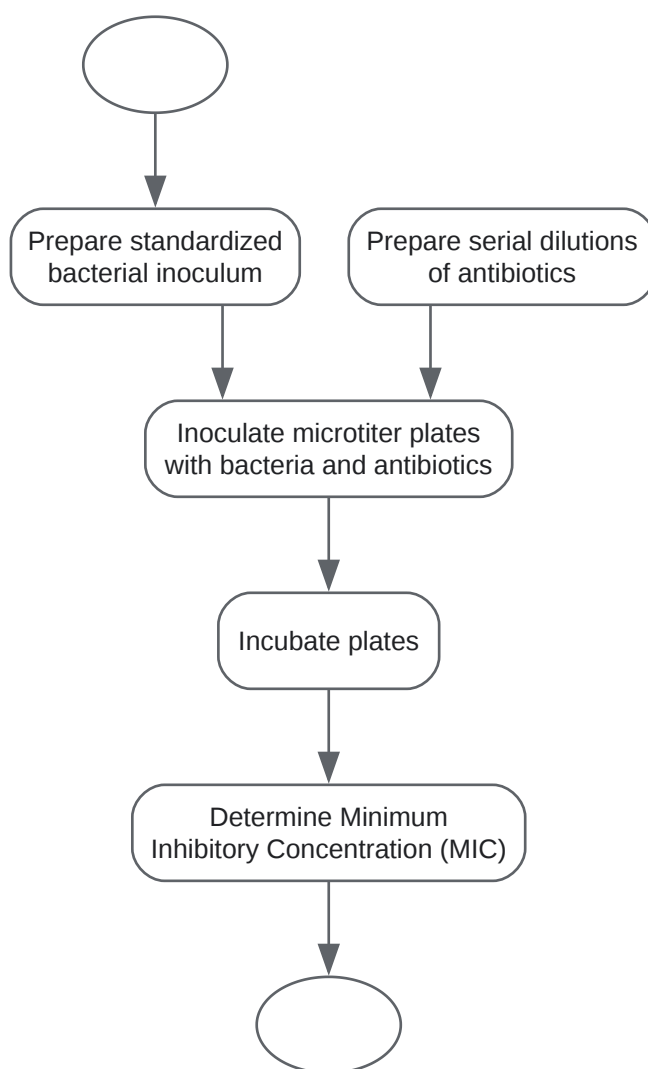 Prepare standardized
bacterial inoculum
Prepare serial dilutions
of antibiotics
Inoculate microtiter plates
with bacteria and antibiotics
Incubate plates
Determine Minimum
Inhibitory Concentration (MIC)